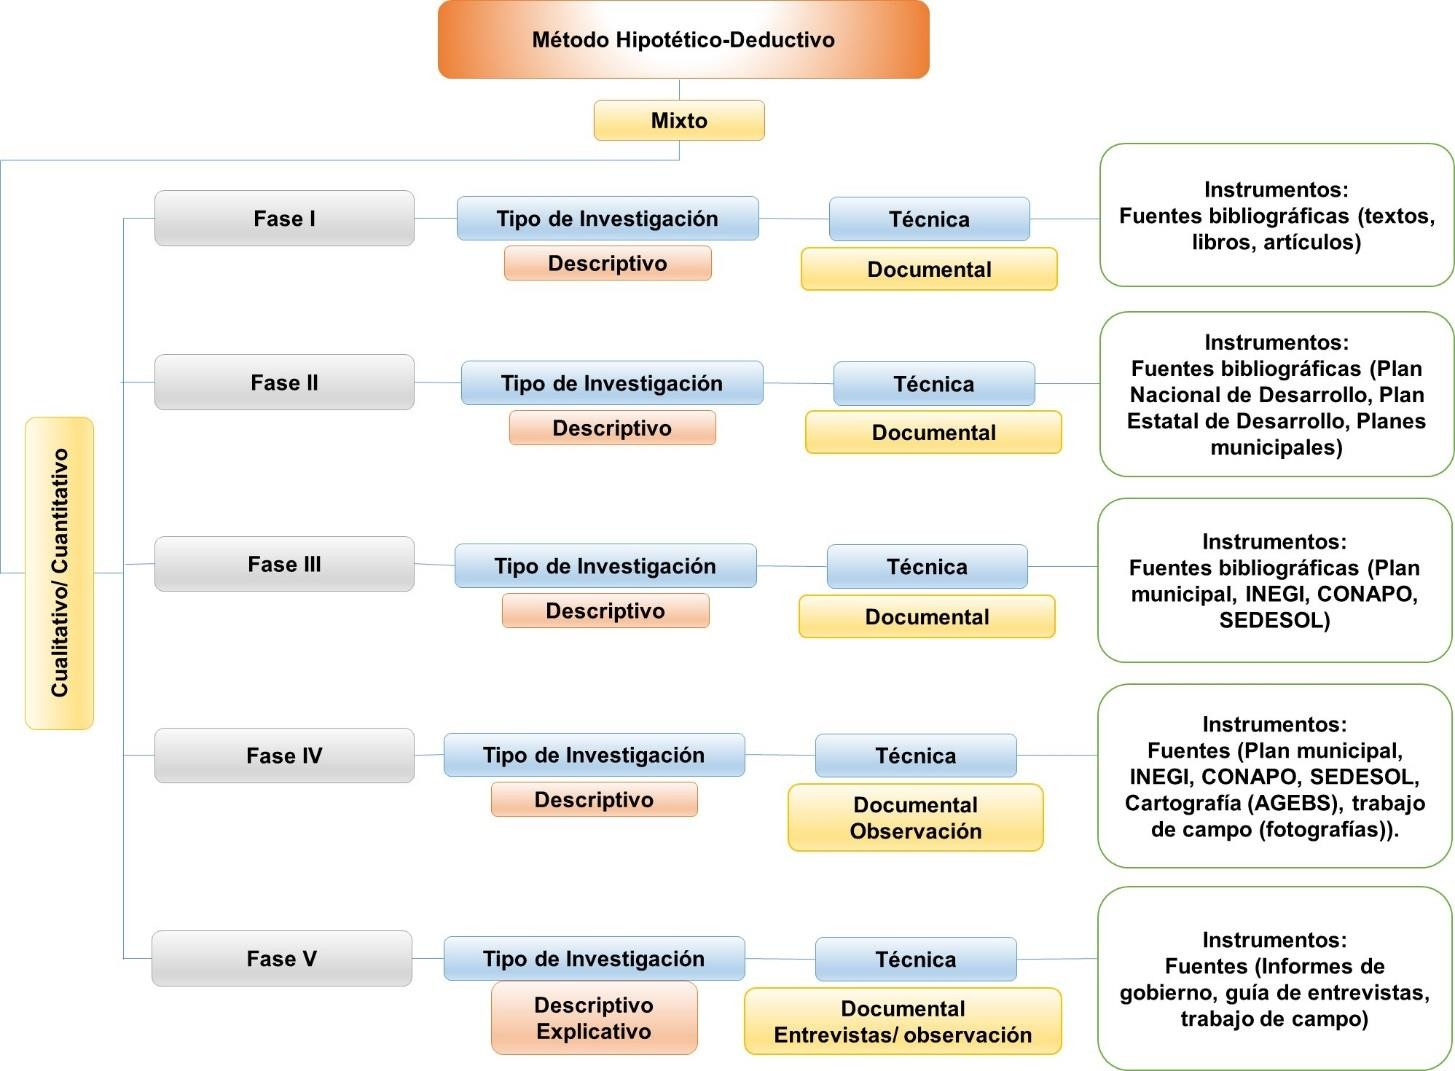 Método Hipotético-Deductivo
Mixto
Cualitativo/ Cuantitativo
Fase I
Tipo de Investigación
Descriptivo
Técnica
Documental
Instrumentos:
Fuentes bibliográficas (textos,
libros, artículos)
Fase II
Tipo de Investigación
Descriptivo
Técnica
Documental
Instrumentos:
Fuentes bibliográficas (Plan
Nacional de Desarrollo, Plan
Estatal de Desarrollo, Planes
municipales)
Fase III
Tipo de Investigación
Descriptivo
Técnica
Documental
Instrumentos:
Fuentes bibliográficas (Plan
municipal, INEGI, CONAPO,
SEDESOL)
Fase IV
Tipo de Investigación
Descriptivo
Técnica
Documental
Observación
Instrumentos:
Fuentes (Plan municipal,
INEGI, CONAPO, SEDESOL,
Cartografía (AGEBS), trabajo
de campo (fotografías)).
Fase V
Tipo de Investigación
Descriptivo
Explicativo
Técnica
Documental
Entrevistas/ observación
Instrumentos:
Fuentes (Informes de
gobierno, guía de entrevistas,
trabajo de campo)